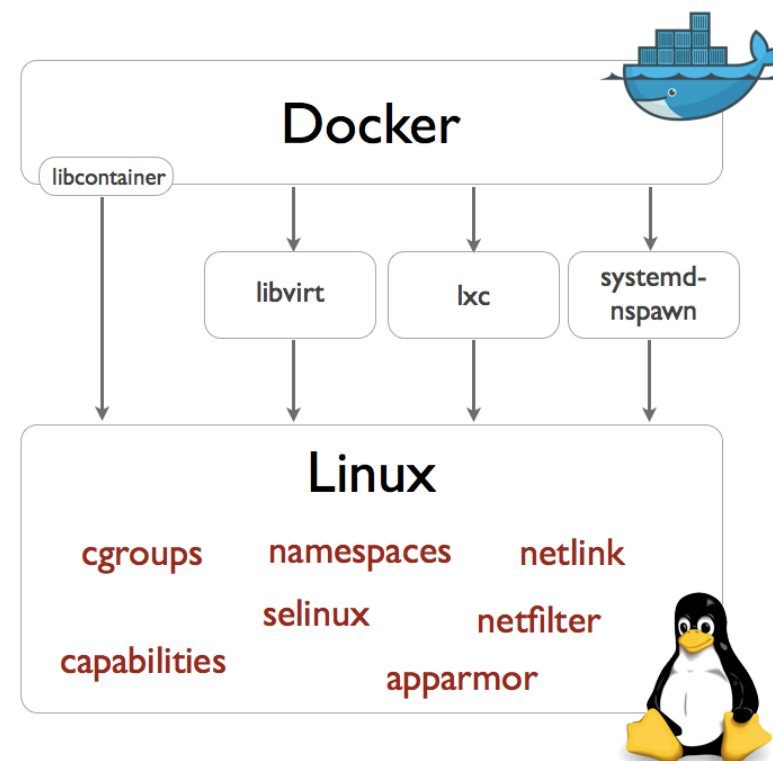 Docker
libcontainer
libvirt
lxc
systemd-
nspawn
Linux
cgroups
namespaces
netlink
selinux
netfilter
capabilities
apparmor